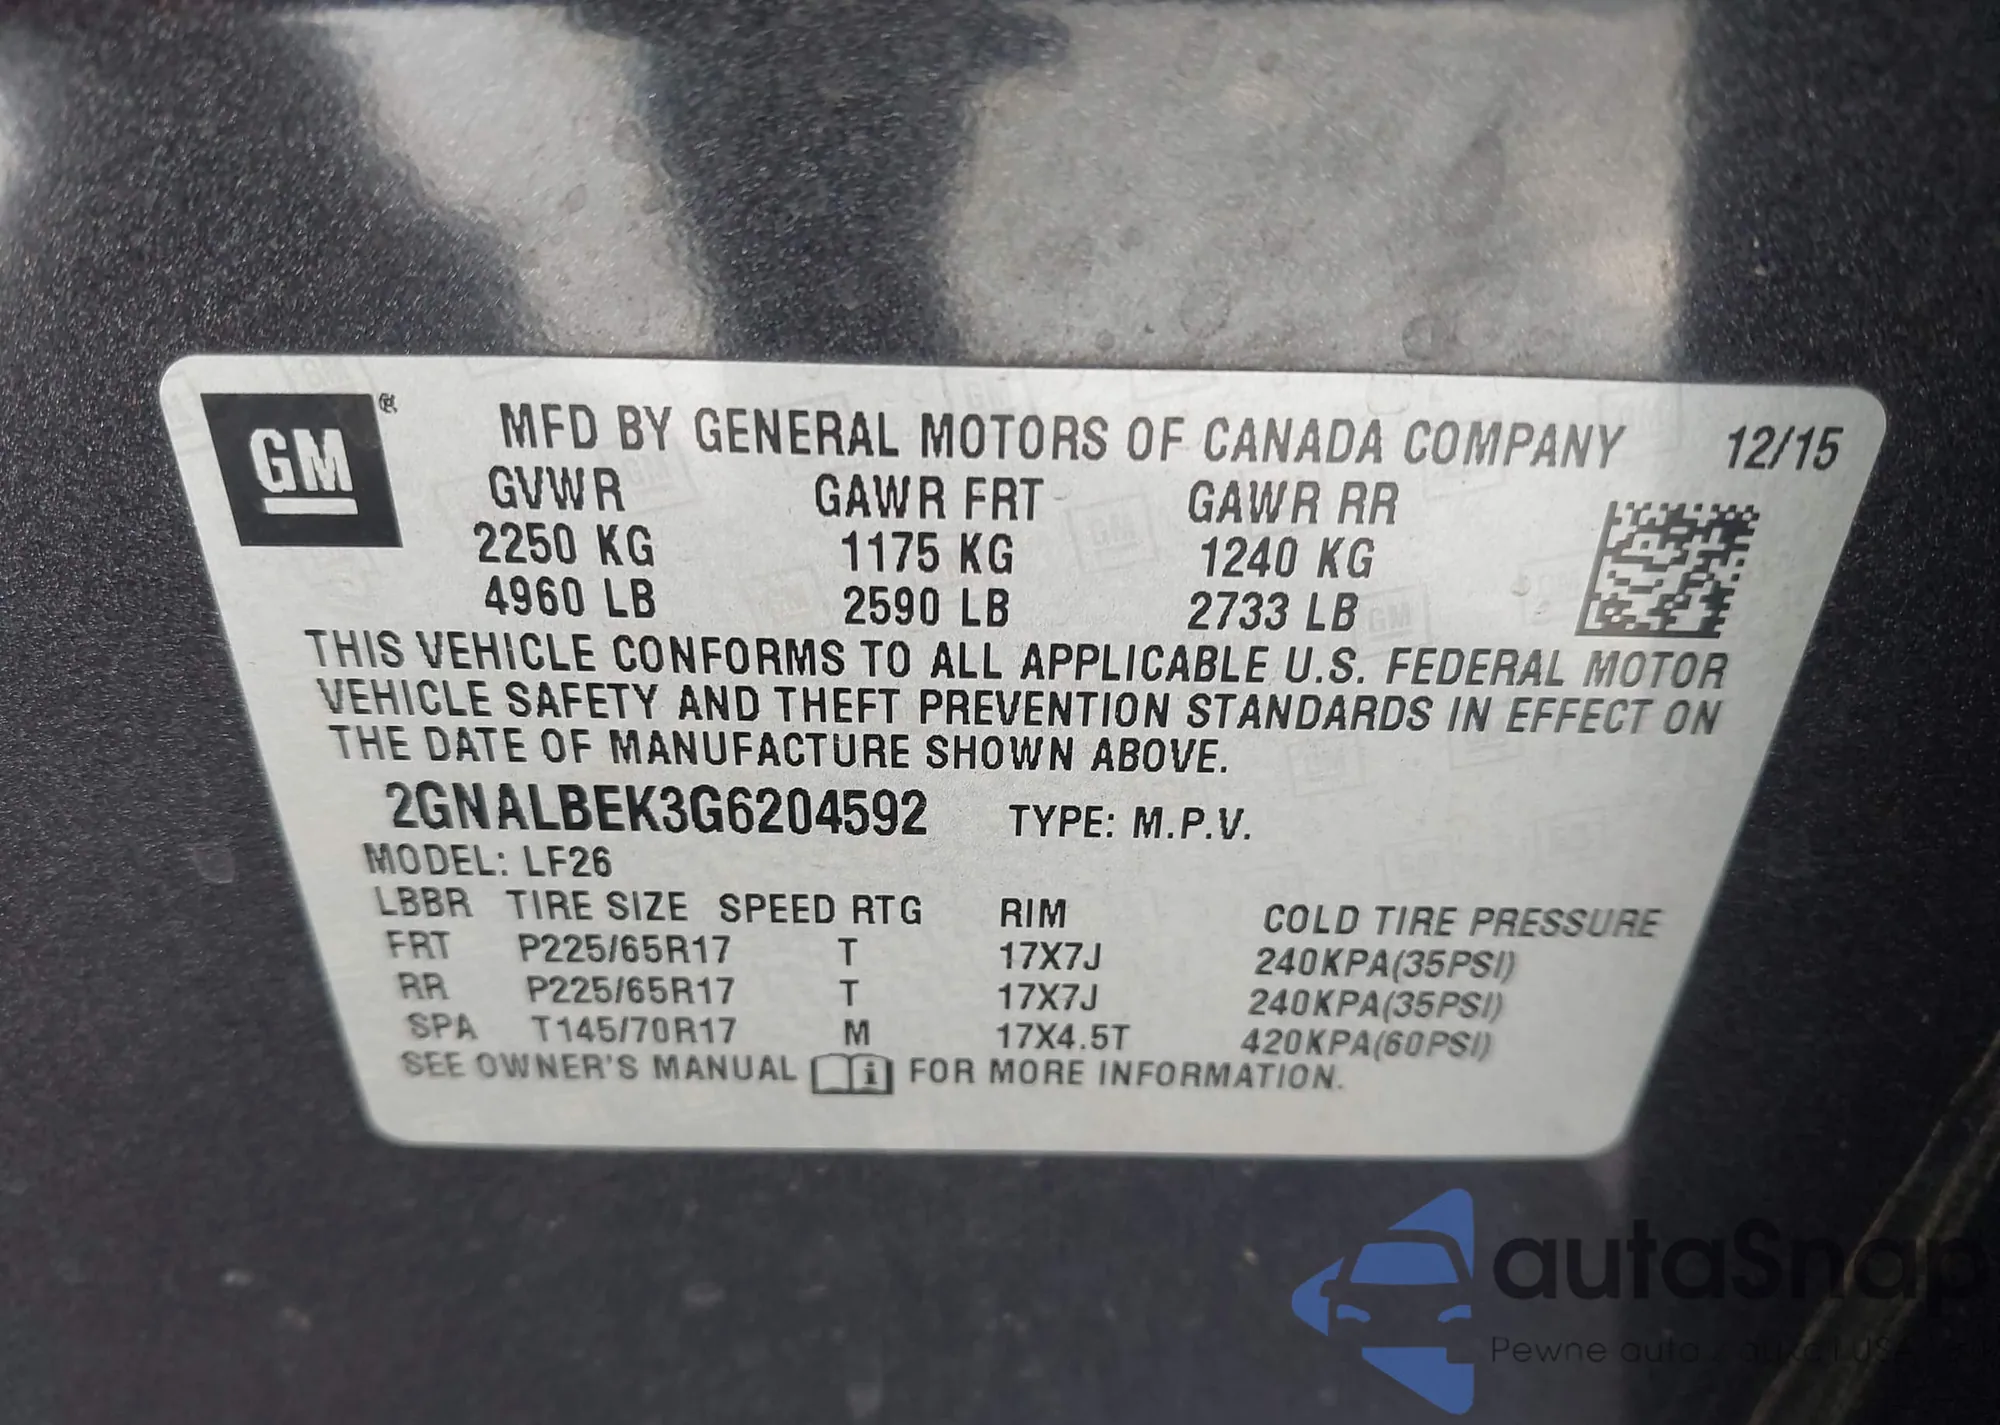 GM ®
MFD BY GENERAL MOTORS OF CANADA COMPANY 12/15
GVWR GAWR FRT GAWR RR
2250 KG 1175 KG 1240 KG
4960 LB 2590 LB 2733 LB
THIS VEHICLE CONFORMS TO ALL APPLICABLE U.S. FEDERAL MOTOR
VEHICLE SAFETY AND THEFT PREVENTION STANDARDS IN EFFECT ON
THE DATE OF MANUFACTURE SHOWN ABOVE.
2GNALBEK3G6204592 TYPE: M.P.V.
MODEL: LF26
LBBR TIRE SIZE SPEED RTG RIM COLD TIRE PRESSURE
FRT P225/65R17 T 17X7J 240KPA(35PSI)
RR P225/65R17 T 17X7J 240KPA(35PSI)
SPA T145/70R17 M 17X4.5T 420KPA(60PSI)
SEE OWNER'S MANUAL i FOR MORE INFORMATION.
autaSnap
Pewne auta z aukcji USA